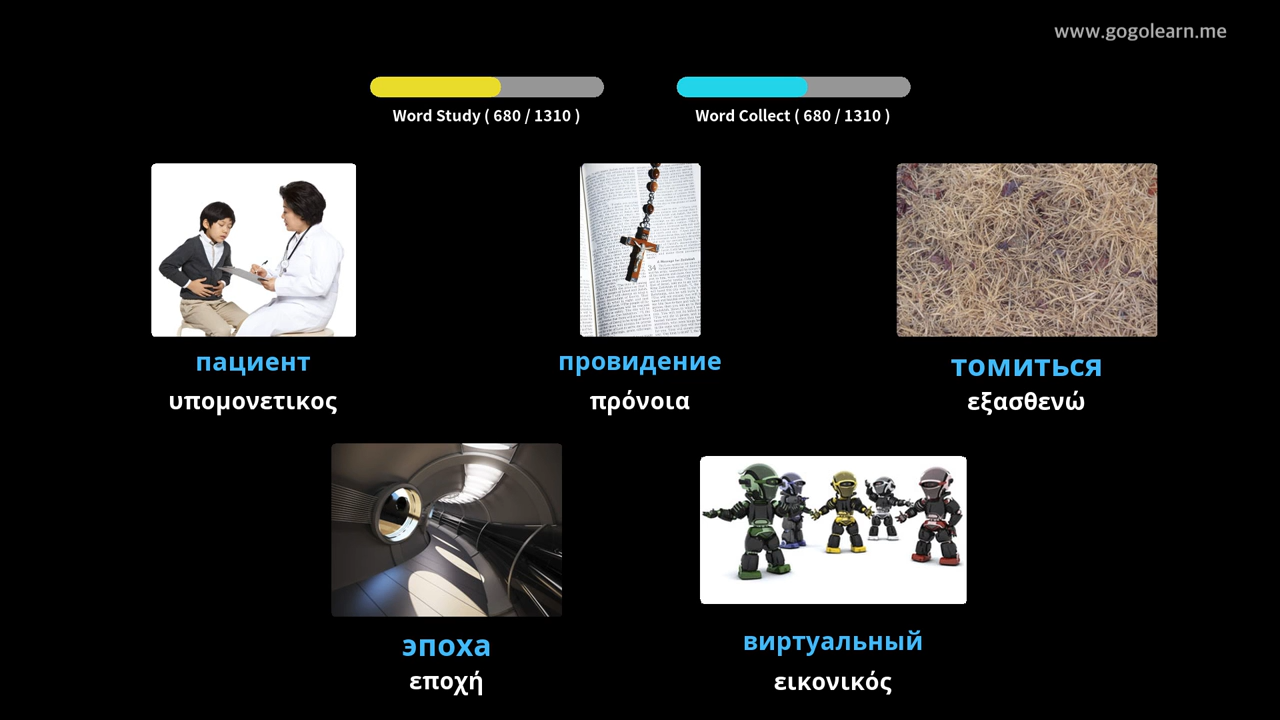 www.gogolearn.me
Word Study ( 680 / 1310 )
Word Collect ( 680 / 1310 )
пациент
υπομονετικος
провидение
πρόνοια
томиться
εξασθενώ
эпоха
εποχή
виртуальный
εικονικός